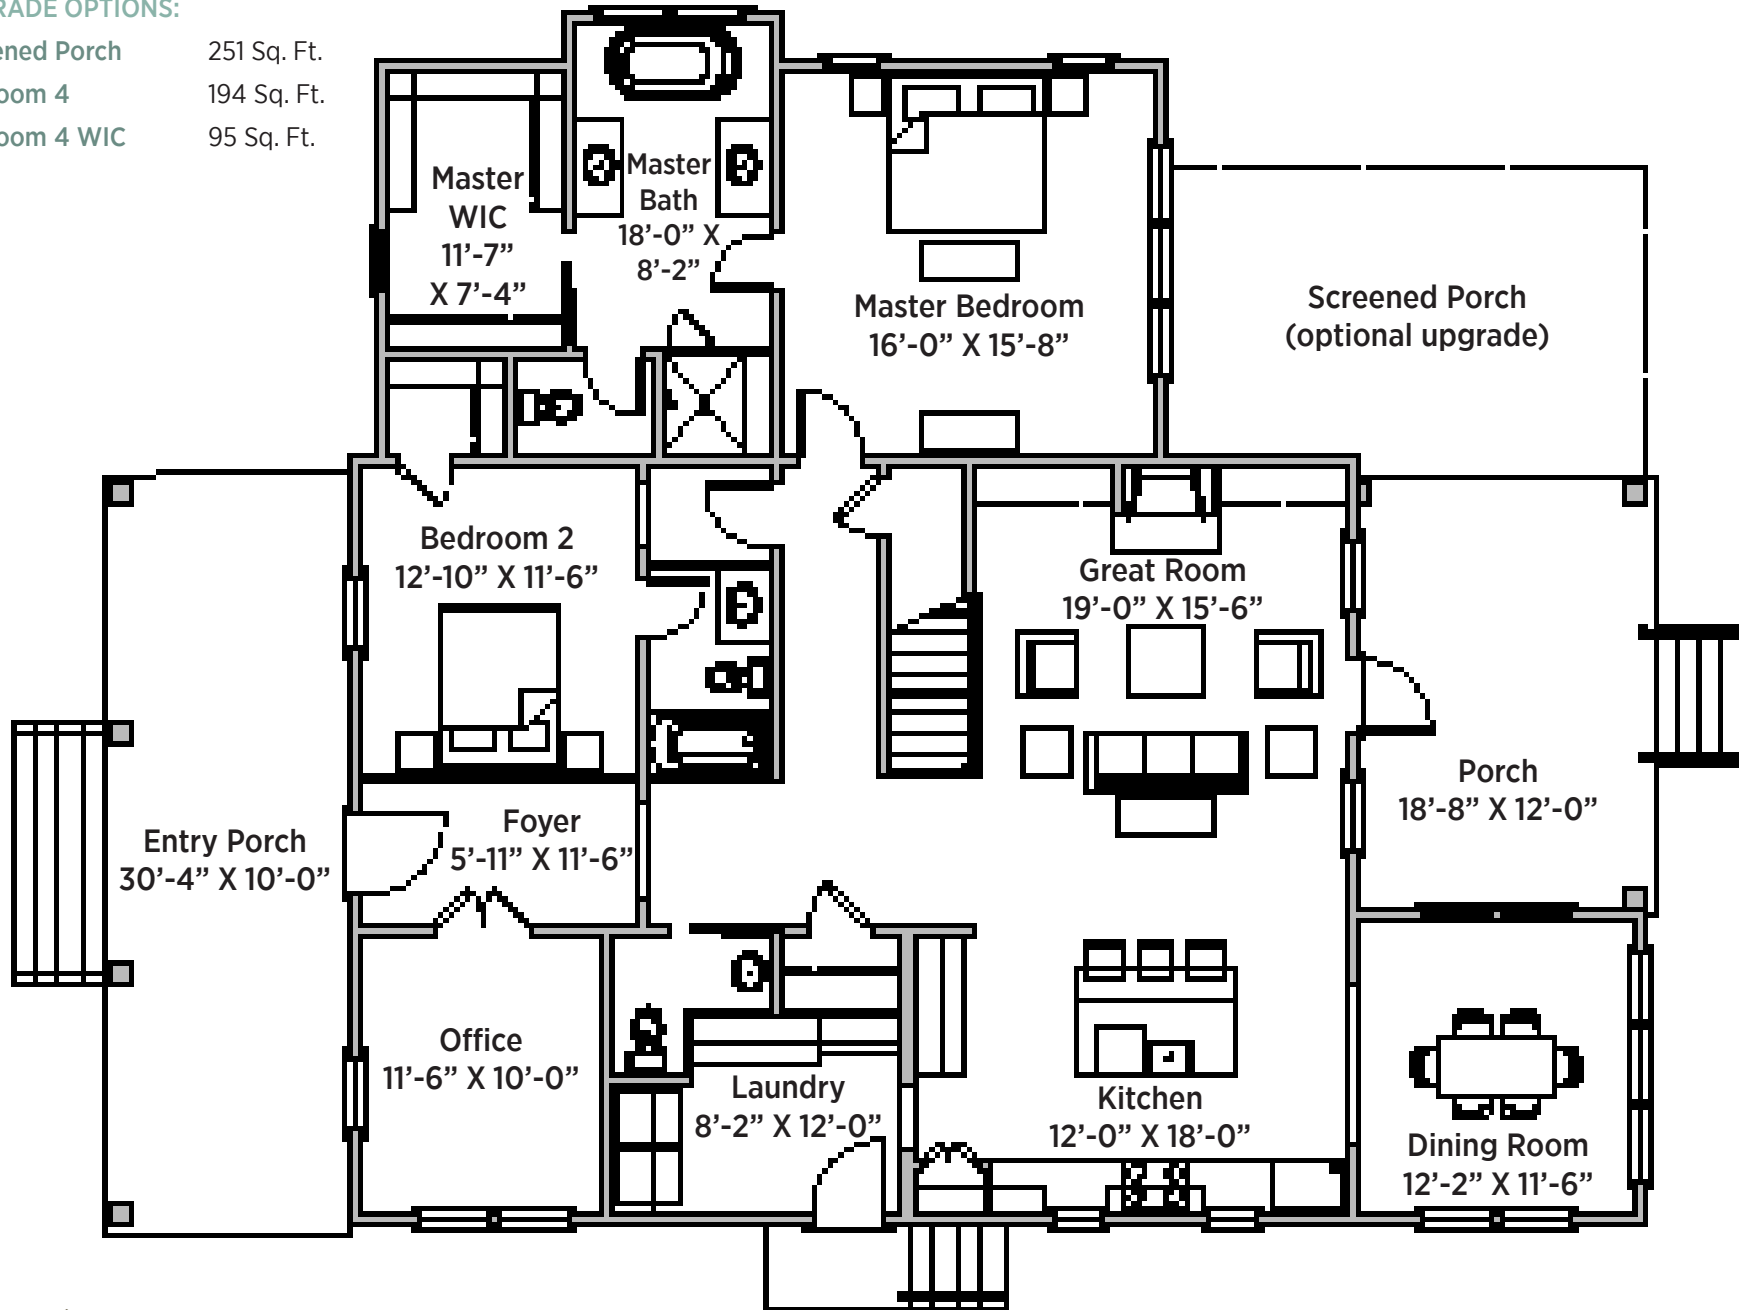 RADE OPTIONS:
ened Porch 251 Sq. Ft.
oom 4 194 Sq. Ft.
oom 4 WIC 95 Sq. Ft.
Master
WIC
11’-7”
X 7’-4”
Master
Bath
18’-0” X
8’-2”
Master Bedroom
16’-0” X 15’-8”
Screened Porch
(optional upgrade)
Bedroom 2
12’-10” X 11’-6”
Great Room
19’-0” X 15’-6”
Porch
18’-8” X 12’-0”
Entry Porch
30’-4” X 10’-0”
Foyer
5’-11” X 11’-6”
Office
11’-6” X 10’-0”
Laundry
8’-2” X 12’-0”
Kitchen
12’-0” X 18’-0”
Dining Room
12’-2” X 11’-6”